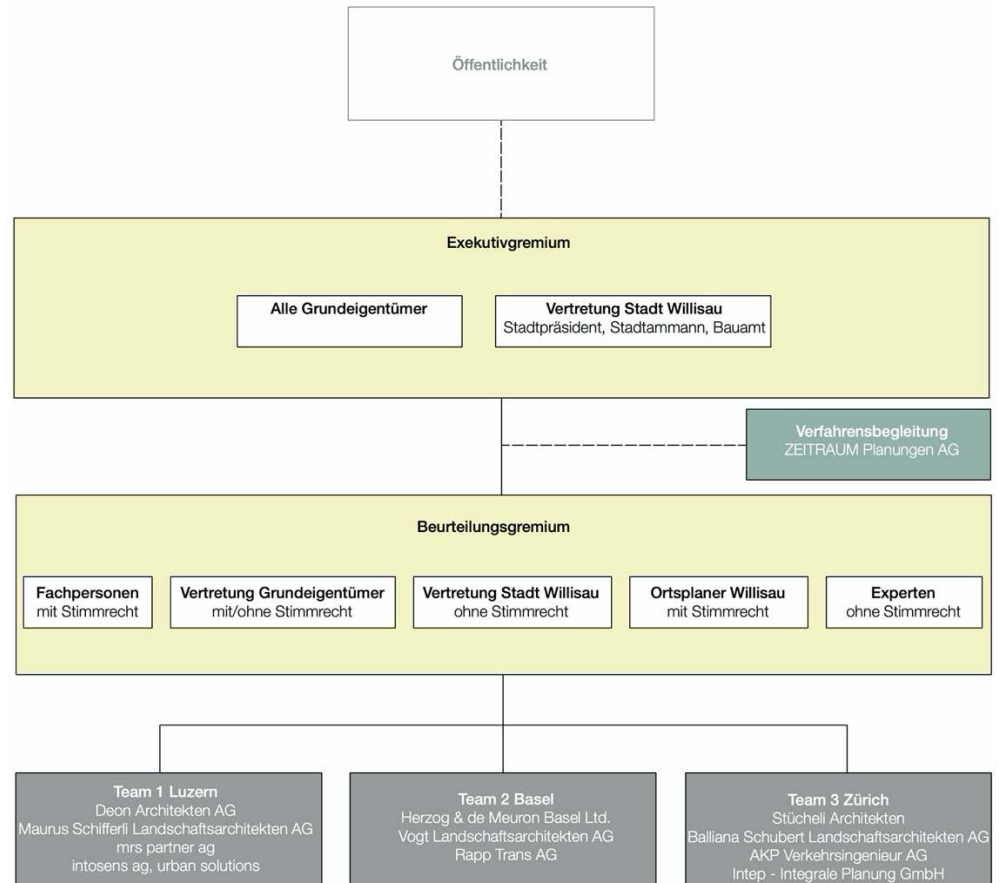 Öffentlichkeit
Exekutivgremium
Alle Grundeigentümer
Vertretung Stadt Willisau
Stadtpräsident, Stadtammann, Bauamt
Verfahrensbegleitung
ZEITRAUM Planungen AG
Beurteilungsgremium
Fachpersonen
mit Stimmrecht
Vertretung Grundeigentümer
mit/ohne Stimmrecht
Vertretung Stadt Willisau
ohne Stimmrecht
Ortsplaner Willisau
mit Stimmrecht
Experten
ohne Stimmrecht
Team 1 Luzern
Deon Architekten AG
Maurus Schifferli Landschaftsarchitekten AG
mrs partner ag
intosens ag, urban solutions
Team 2 Basel
Herzog & de Meuron Basel Ltd.
Vogt Landschaftsarchitekten AG
Rapp Trans AG
Team 3 Zürich
Stücheli Architekten
Balliana Schubert Landschaftsarchitekten AG
AKP Verkehrsingenieur AG
Intep - Integrale Planung GmbH